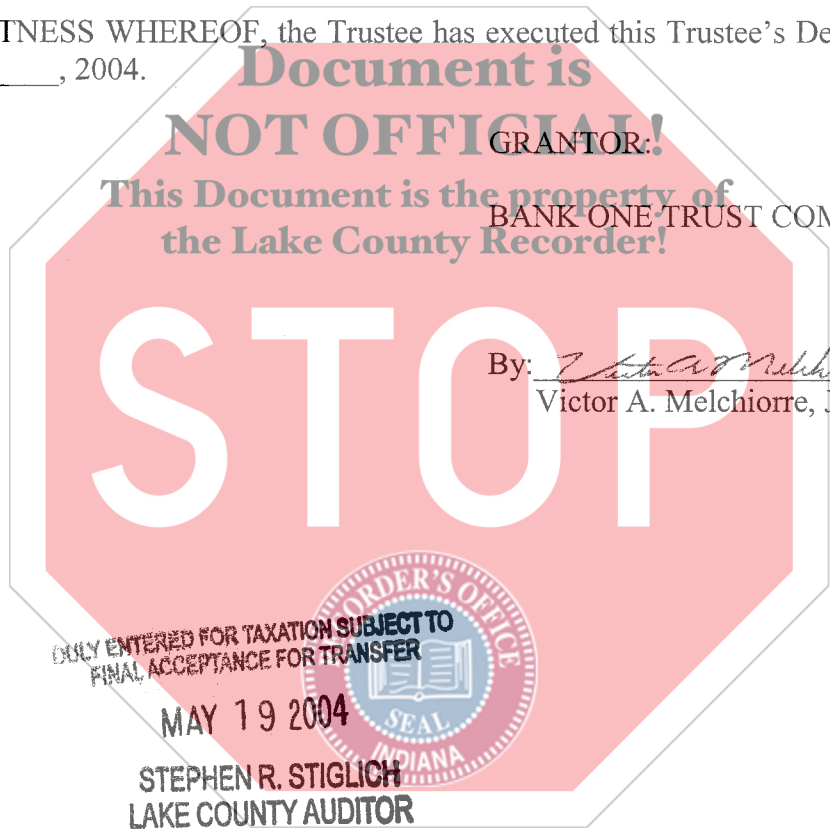 TNESS WHEREOF, the Trustee has executed this Trustee's De
____, 2004.
Document is
NOT OFFICIAL!
GRANTOR:
This Document is the property of
the Lake County Recorder!
BANK ONE TRUST COM
STOP
By:
Victor A. Melchiorre, J
RECORDER'S OFFICE
SEAL
INDIANA
DULY ENTERED FOR TAXATION SUBJECT TO
FINAL ACCEPTANCE FOR TRANSFER
MAY 19 2004
STEPHEN R. STIGLICH
LAKE COUNTY AUDITOR